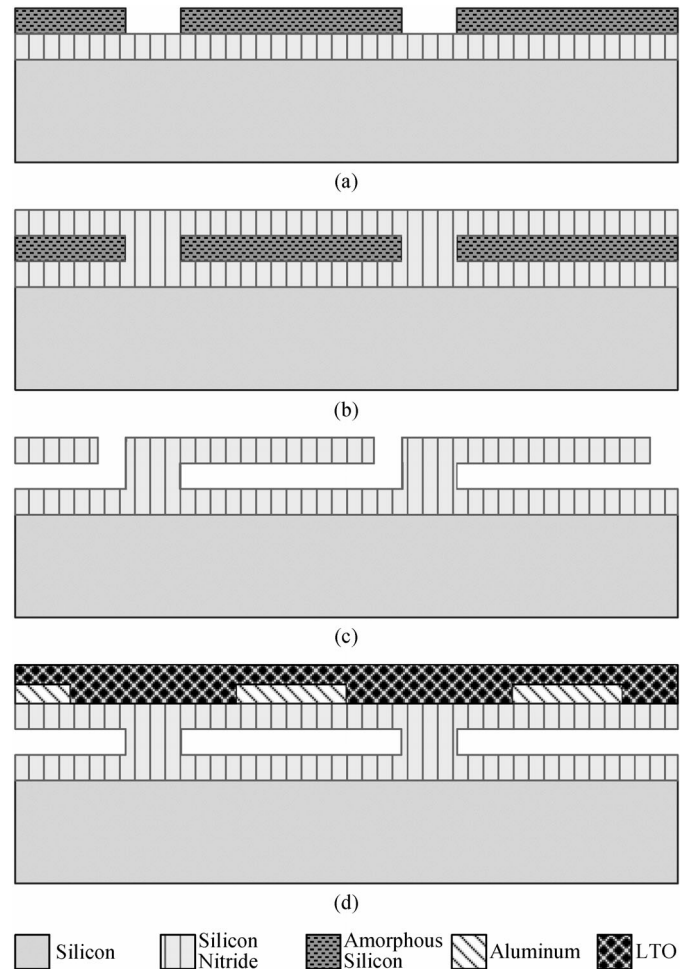 (a)
(b)
(c)
(d)
Silicon
Silicon
Nitride
Amorphous
Silicon
Aluminum
LTO